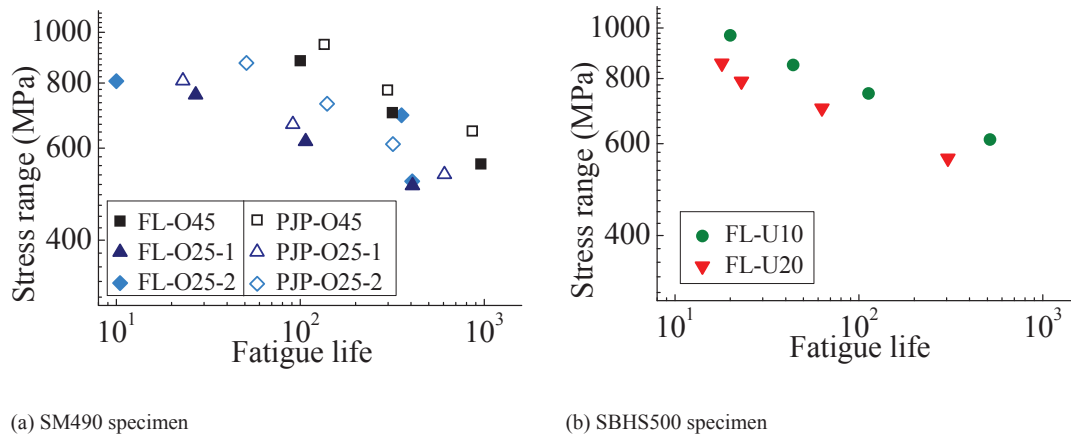 Stress range (MPa)
1000
800
600
400
FL-O45 PJP-O45
FL-O25-1 PJP-O25-1
FL-O25-2 PJP-O25-2
10¹ 10² 10³
Fatigue life
(a) SM490 specimen
Stress range (MPa)
1000
800
600
400
FL-U10
FL-U20
10¹ 10² 10³
Fatigue life
(b) SBHS500 specimen